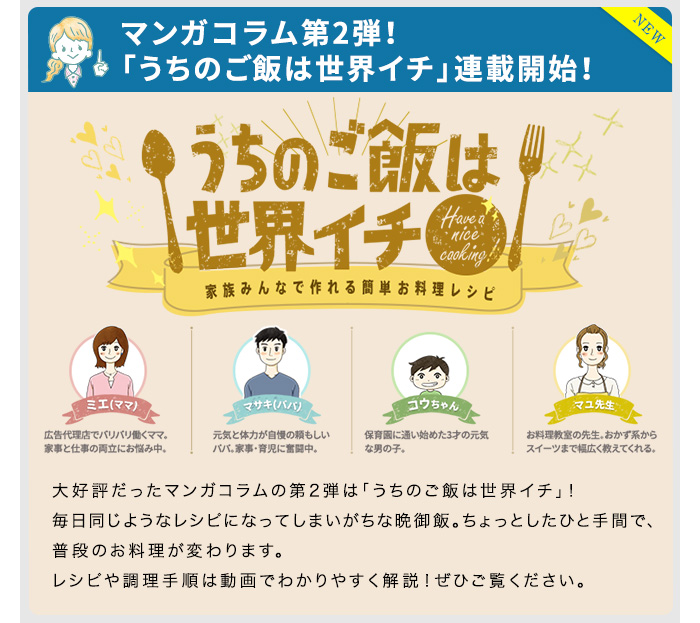 マンガコラム第2弾!
「うちのご飯は世界イチ」連載開始!
NEW
うちのご飯は
世界イチ
Have a
nice
cooking!
家族みんなで作れる簡単お料理レシピ
ミエ(ママ)
広告代理店でバリバリ働くママ。
家事と仕事の両立にお悩み中。
マサキ(パパ)
元気と体力が自慢の頼もしい
パパ。家事・育児に奮闘中。
コウちゃん
保育園に通い始めた3才の元気
な男の子。
マユ先生
お料理教室の先生。おかず系から
スイーツまで幅広く教えてくれる。
大好評だったマンガコラムの第2弾は「うちのご飯は世界イチ」!
毎日同じようなレシピになってしまいがちな晩御飯。ちょっとしたひと手間で、
普段のお料理が変わります。
レシピや調理手順は動画でわかりやすく解説!ぜひご覧ください。